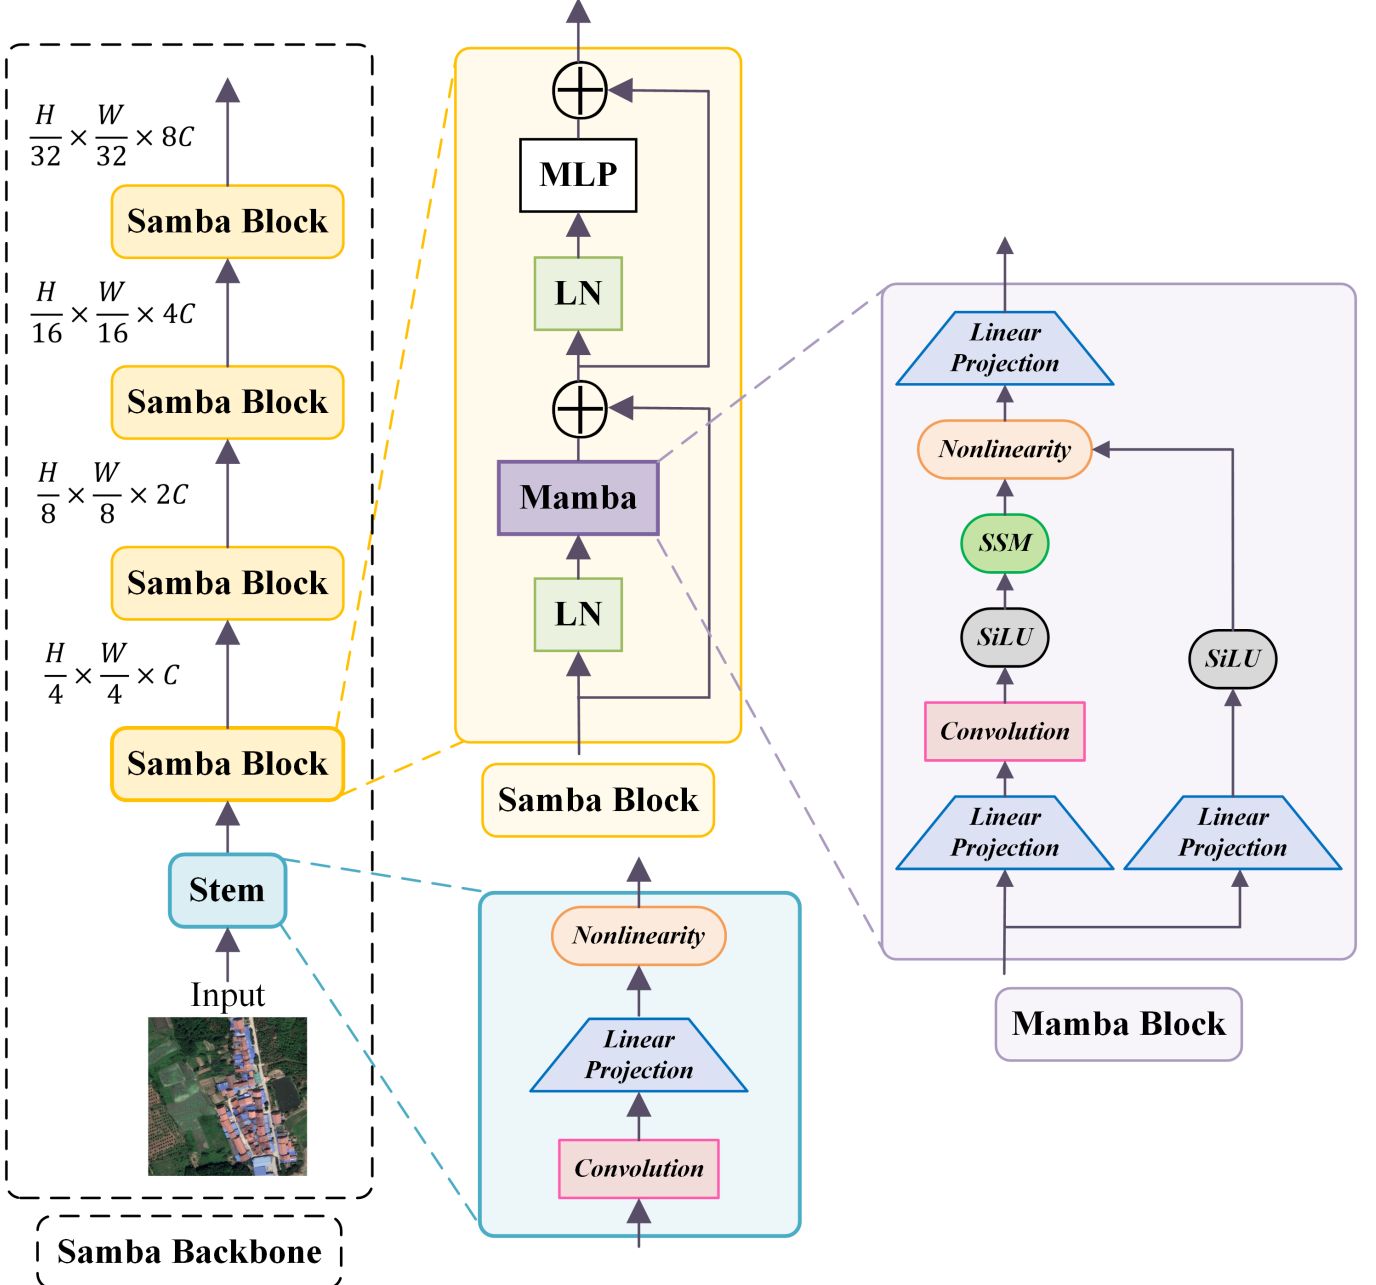 H/32 × W/32 × 8C
Samba Block
H/16 × W/16 × 4C
Samba Block
H/8 × W/8 × 2C
Samba Block
H/4 × W/4 × C
Samba Block
Stem
Input
Samba Backbone
MLP
LN
Mamba
LN
Samba Block
Nonlinearity
Linear
Projection
Convolution
Linear
Projection
Nonlinearity
SSM
SiLU
SiLU
Convolution
Linear
Projection
Linear
Projection
Mamba Block